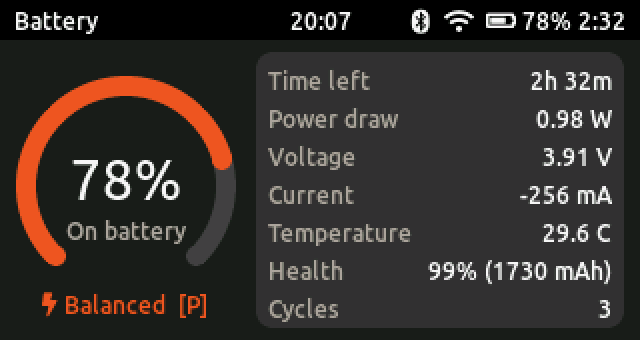 Battery 20:07 78% 2:32
78%
On battery
Balanced [P]
Time left 2h 32m
Power draw 0.98 W
Voltage 3.91 V
Current -256 mA
Temperature 29.6 C
Health 99% (1730 mAh)
Cycles 3